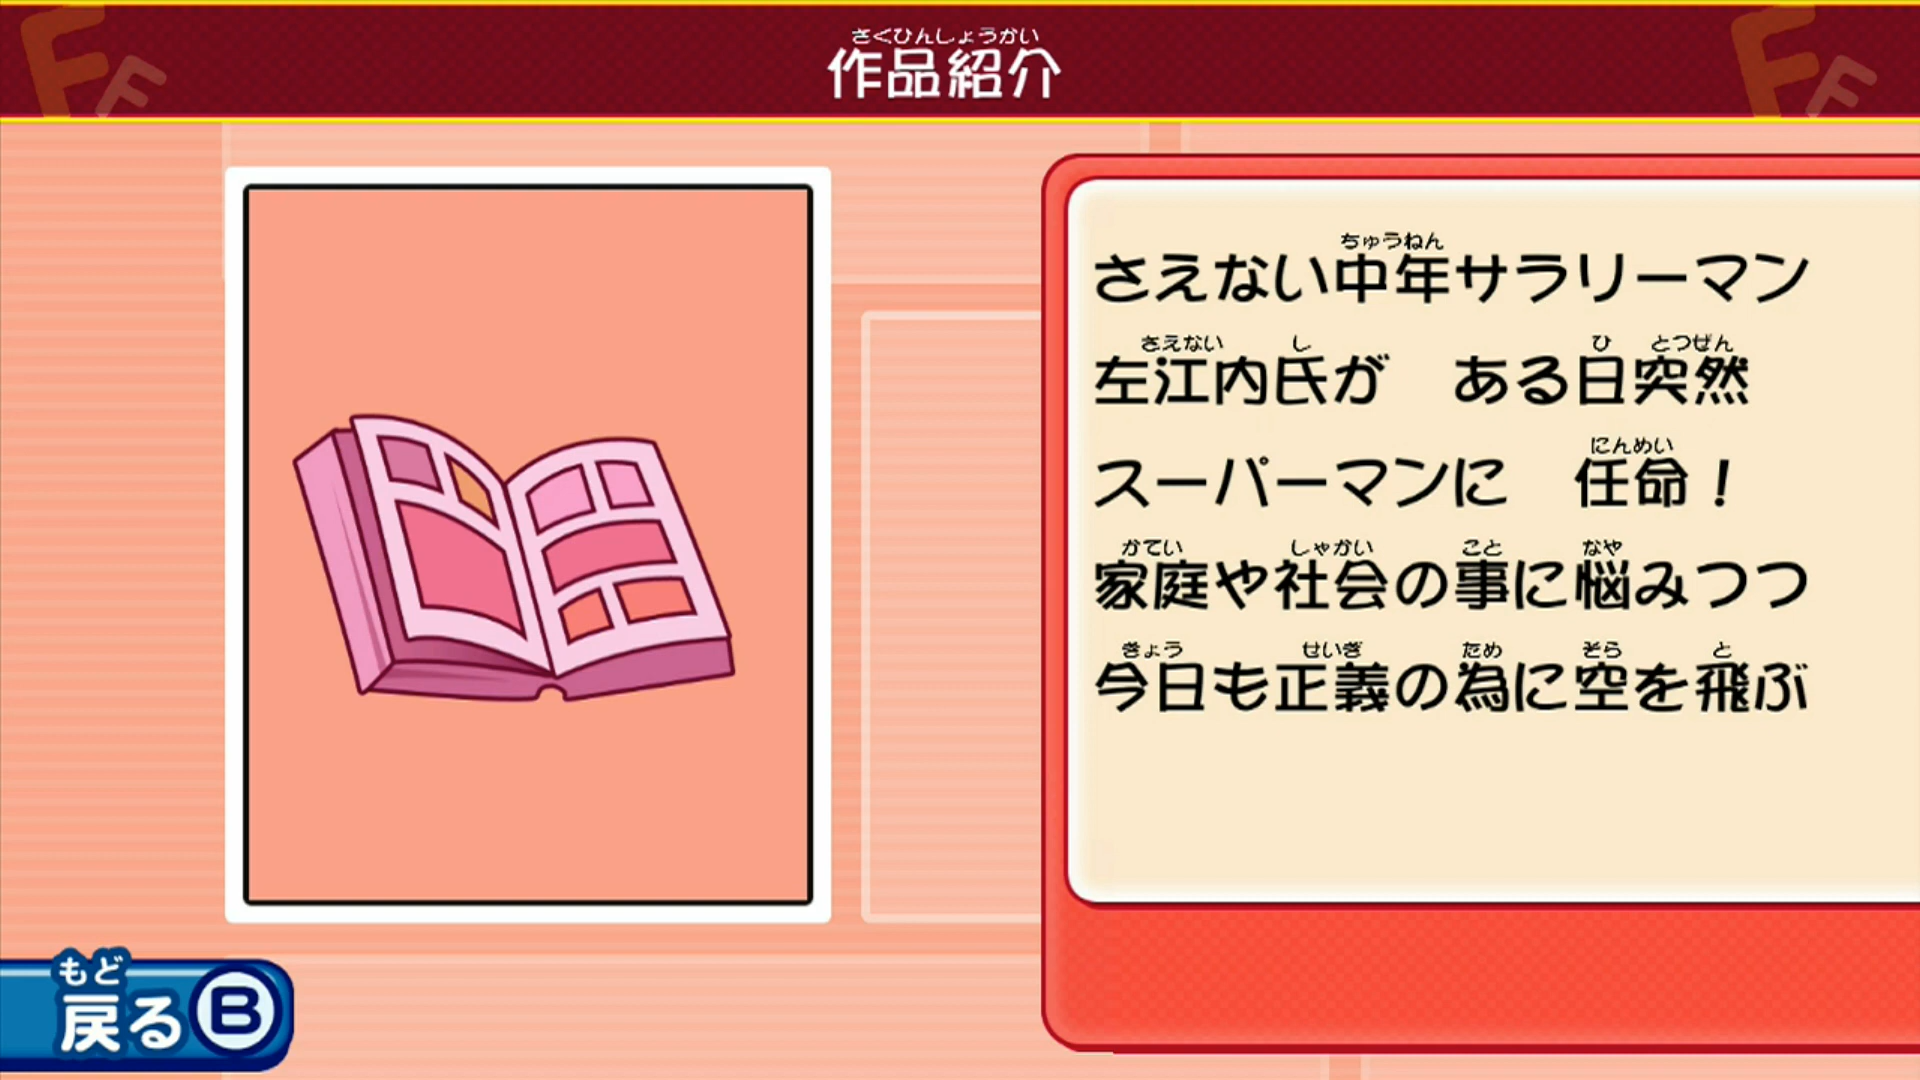 さくひんしょうかい
作品紹介
ちゅうねん
さえない中年サラリーマン
さえない し ひ とつぜん
左江内氏が　ある日突然
にんめい
スーパーマンに　任命！
かてい しゃかい こと なや
家庭や社会の事に悩みつつ
きょう せいぎ ため そら と
今日も正義の為に空を飛ぶ
もど
戻る B
F F
F F